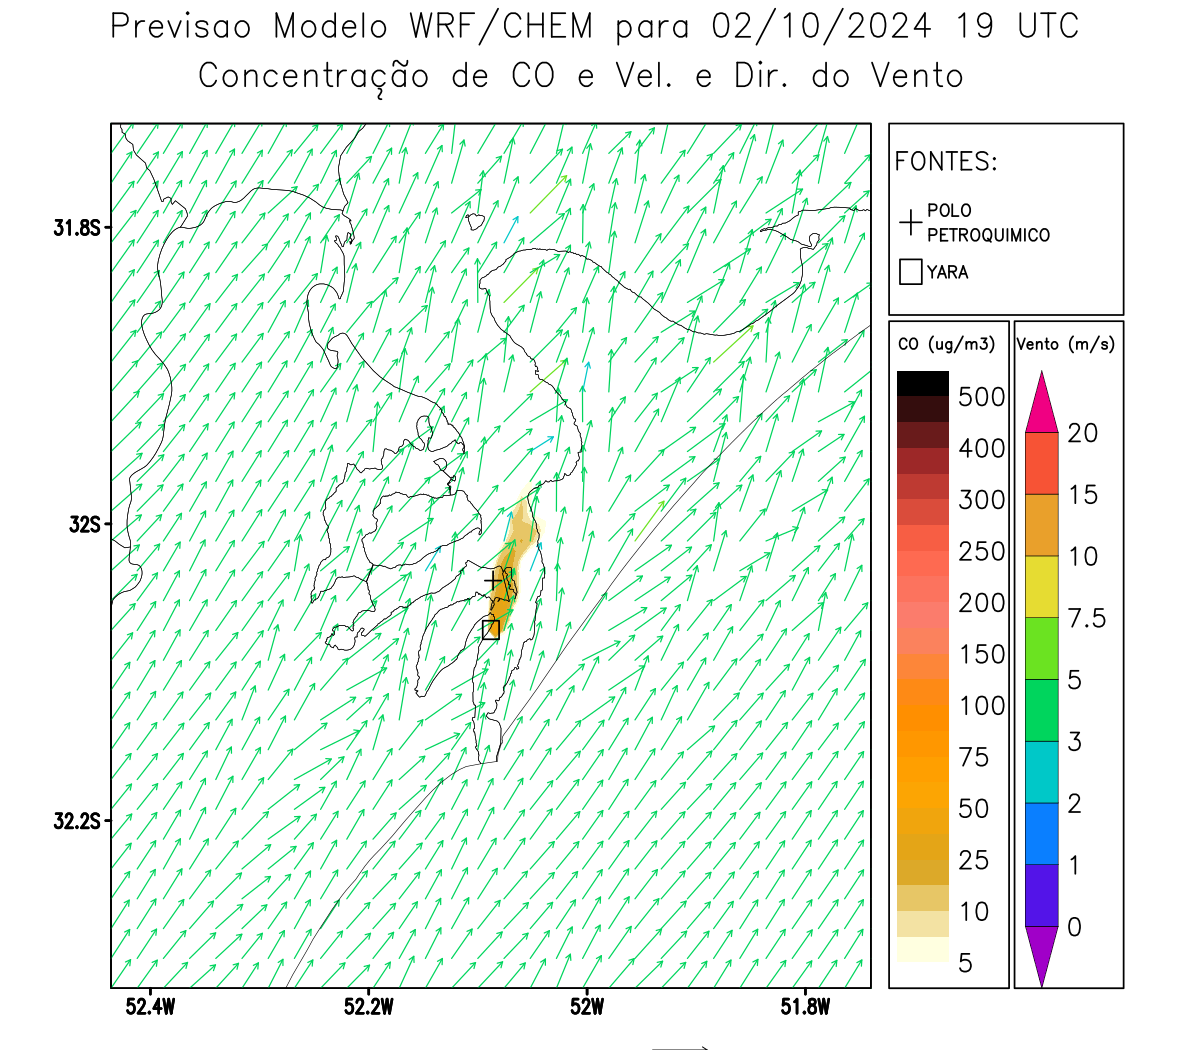 Previsao Modelo WRF/CHEM para 02/10/2024 19 UTC
Concentração de CO e Vel. e Dir. do Vento
FONTES:
POLO
PETROQUIMICO
YARA
31.8S
32S
32.2S
52.4W
52.2W
52W
51.8W
CO (ug/m3)
500
400
300
250
200
150
100
75
50
25
10
5
Vento (m/s)
20
15
10
7.5
5
3
2
1
0